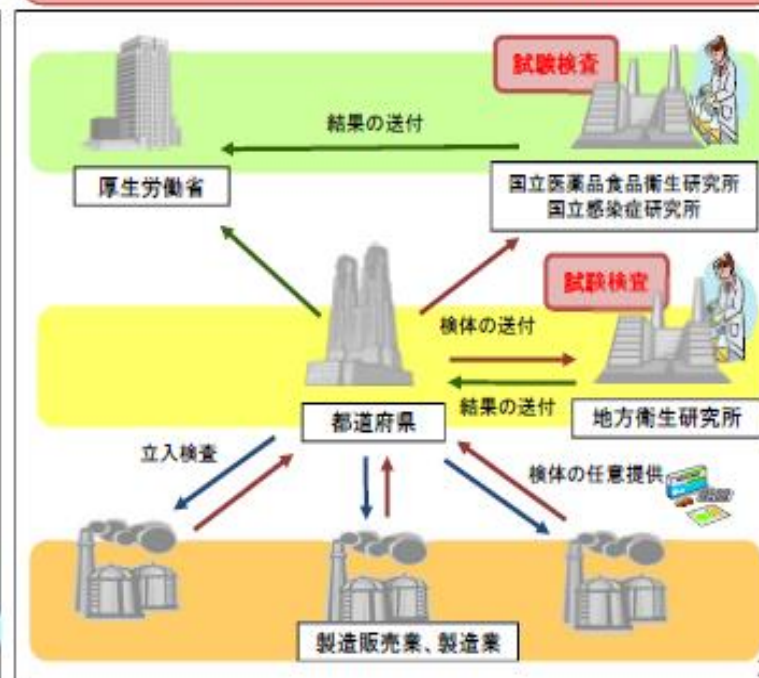 試験検査
結果の送付
厚生労働省
国立医薬品食品衛生研究所
国立感染症研究所
試験検査
検体の送付
結果の送付
都道府県
地方衛生研究所
立入検査
検体の任意提供
製造販売業、製造業